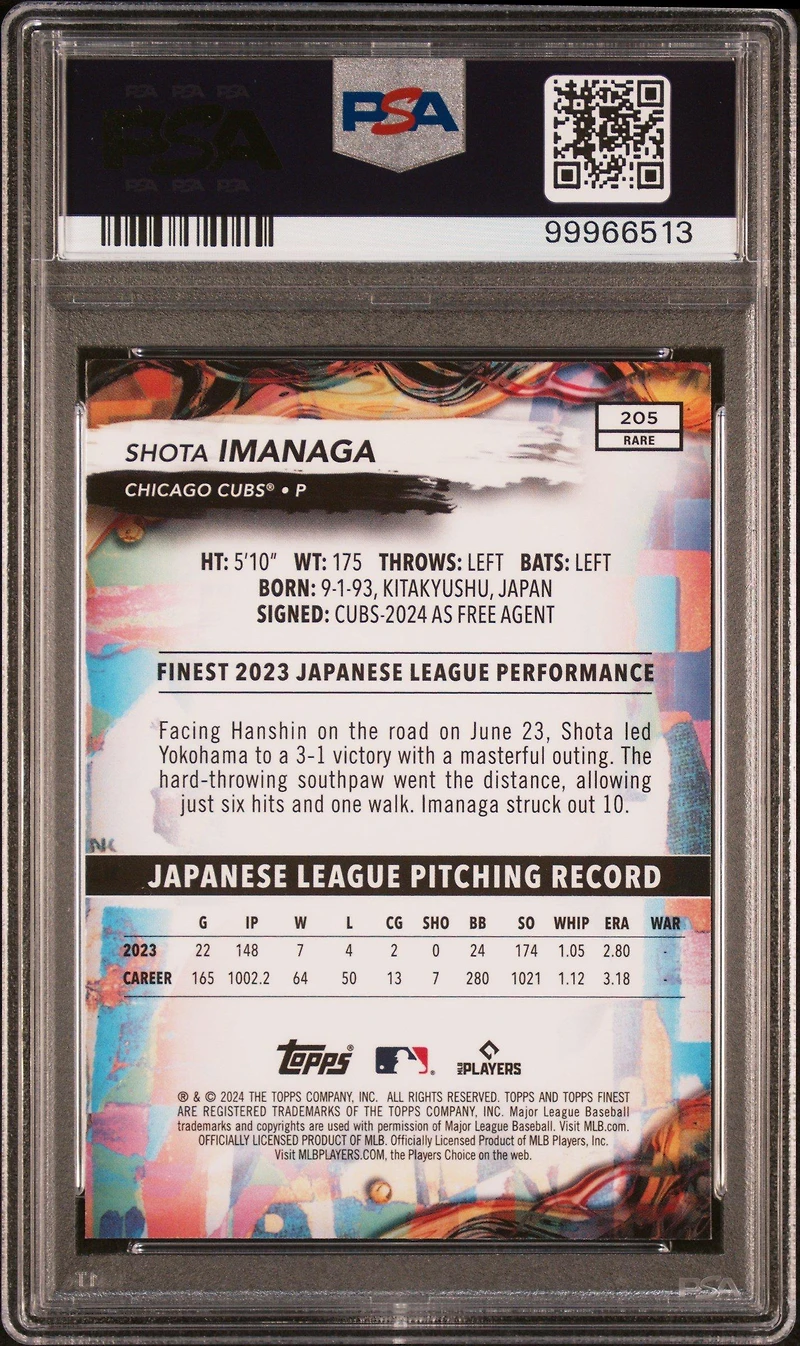 PSA PSA PSA
PSA
PSA PSA PSA
PSA
99966513
205
RARE
SHOTA IMANAGA
CHICAGO CUBS® • P
HT: 5'10" WT: 175 THROWS: LEFT BATS: LEFT
BORN: 9-1-93, KITAKYUSHU, JAPAN
SIGNED: CUBS-2024 AS FREE AGENT
FINEST 2023 JAPANESE LEAGUE PERFORMANCE
Facing Hanshin on the road on June 23, Shota led
Yokohama to a 3-1 victory with a masterful outing. The
hard-throwing southpaw went the distance, allowing
just six hits and one walk. Imanaga struck out 10.
JAPANESE LEAGUE PITCHING RECORD
G IP W L CG SHO BB SO WHIP ERA WAR
2023 22 148 7 4 2 0 24 174 1.05 2.80 -
CAREER 165 1002.2 64 50 13 7 280 1021 1.12 3.18
Topps® ® MLB PLAYERS
® & © 2024 THE TOPPS COMPANY, INC. ALL RIGHTS RESERVED. TOPPS AND TOPPS FINEST
ARE REGISTERED TRADEMARKS OF THE TOPPS COMPANY, INC. Major League Baseball
trademarks and copyrights are used with permission of Major League Baseball. Visit MLB.com.
OFFICIALLY LICENSED PRODUCT OF MLB. Officially Licensed Product of MLB Players, Inc.
Visit MLBPLAYERS.COM, the Players Choice on the web.
PSA